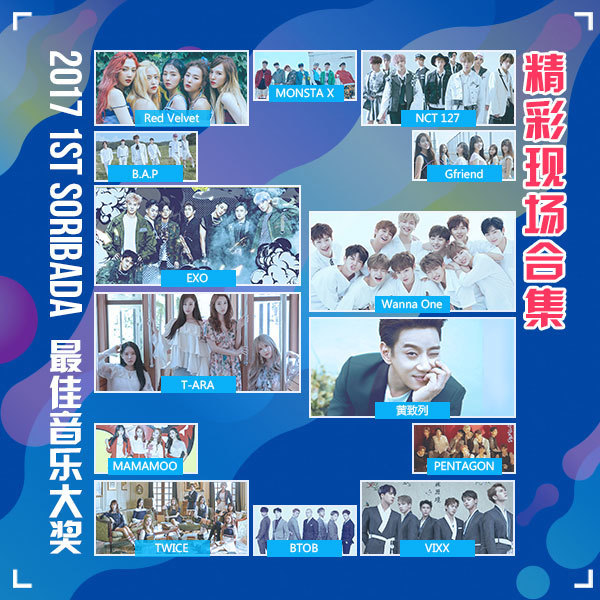 2017 1ST SORIBADA 最佳音乐大奖
精彩现场合集
Red Velvet
MONSTA X
NCT 127
B.A.P
Gfriend
EXO
Wanna One
T-ARA
黄致列
MAMAMOO
PENTAGON
TWICE
BTOB
VIXX